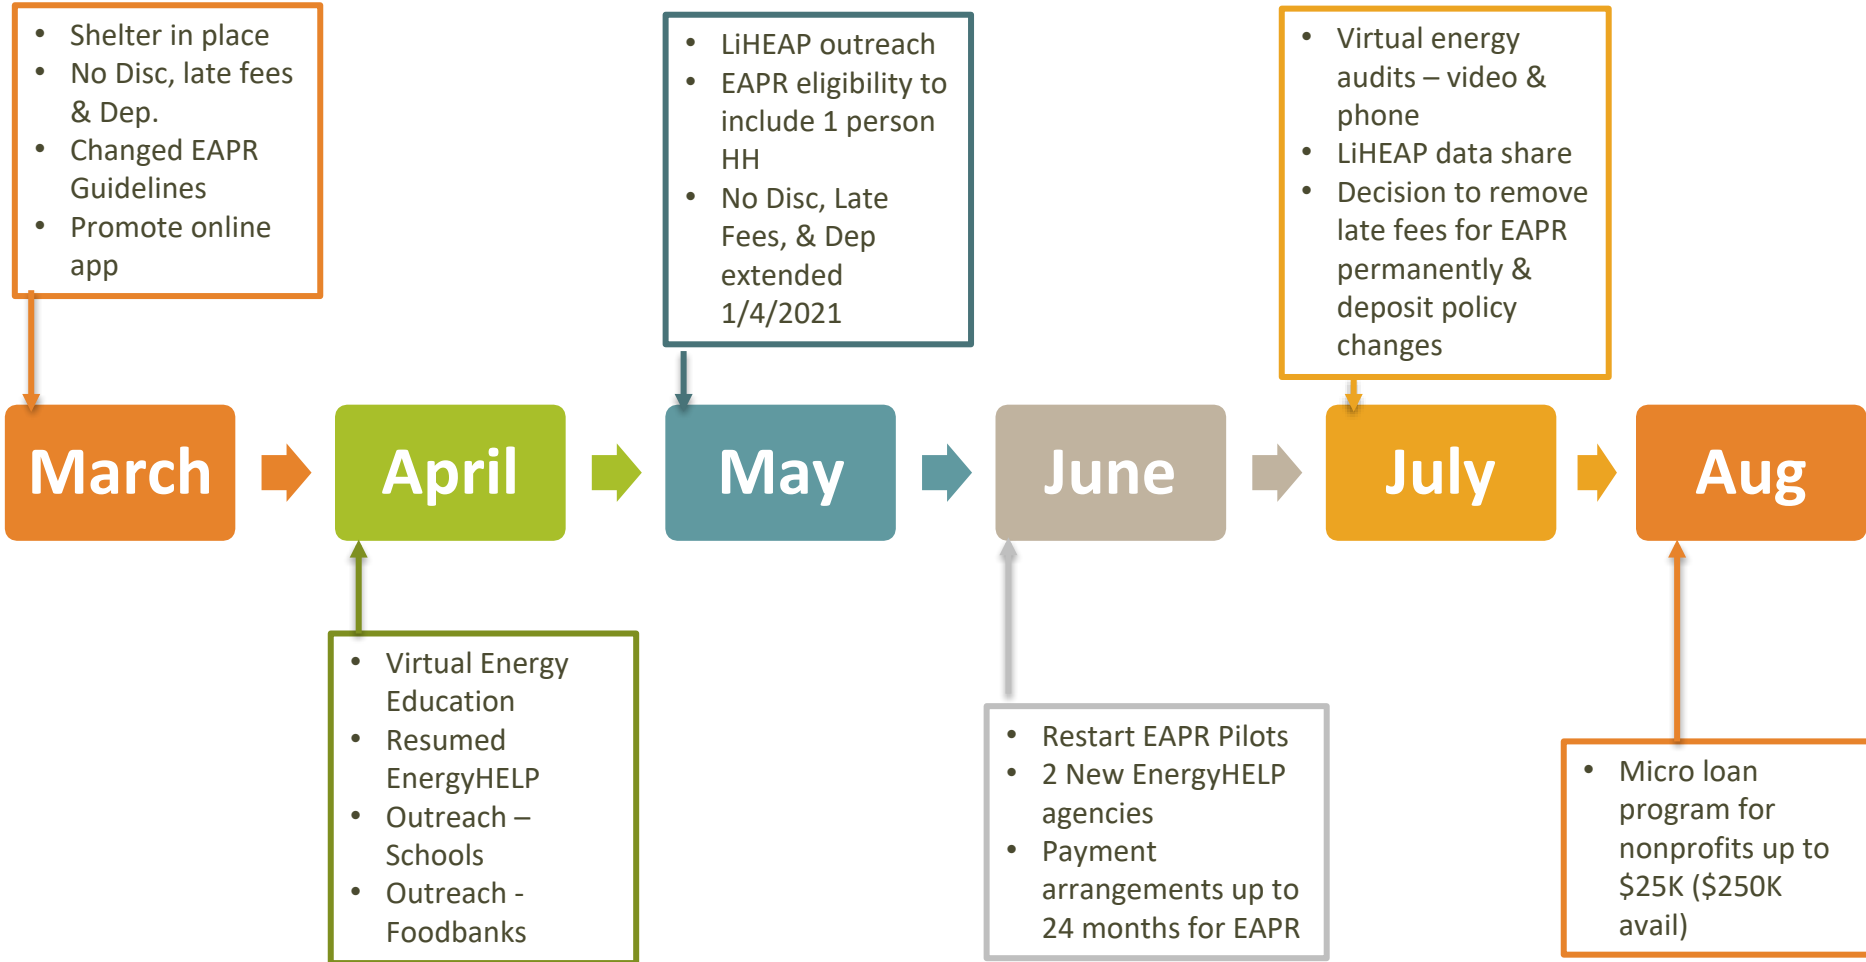 • Shelter in place
• No Disc, late fees
& Dep.
• Changed EAPR
Guidelines
• Promote online
app
• LiHEAP outreach
• EAPR eligibility to
include 1 person
HH
• No Disc, Late
Fees, & Dep
extended
1/4/2021
• Virtual energy
audits – video &
phone
• LiHEAP data share
• Decision to remove
late fees for EAPR
permanently &
deposit policy
changes
March
April
May
June
July
Aug
• Virtual Energy
Education
• Resumed
EnergyHELP
• Outreach –
Schools
• Outreach -
Foodbanks
• Restart EAPR Pilots
• 2 New EnergyHELP
agencies
• Payment
arrangements up to
24 months for EAPR
• Micro loan
program for
nonprofits up to
$25K ($250K
avail)